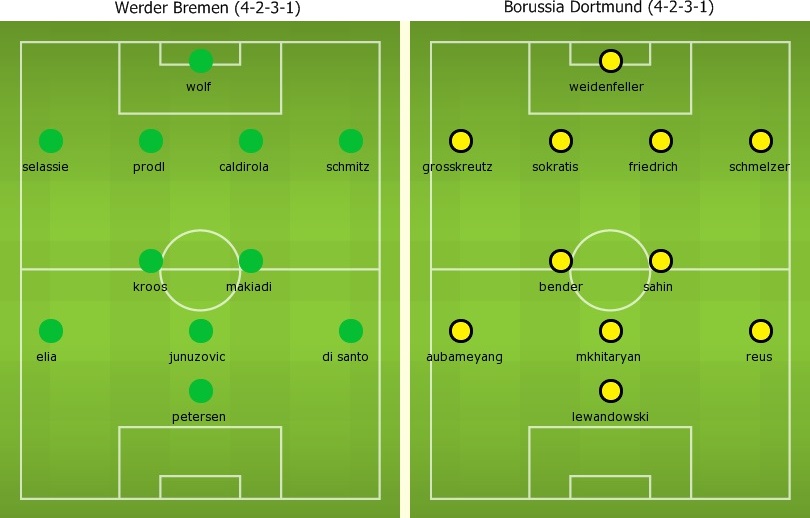 Werder Bremen (4-2-3-1)
wolf
selassie prodl caldirola schmitz
kroos makiadi
elia junuzovic di santo
petersen
Borussia Dortmund (4-2-3-1)
weidenfeller
grosskreutz sokratis friedrich schmelzer
bender sahin
aubameyang mkhitaryan reus
lewandowski